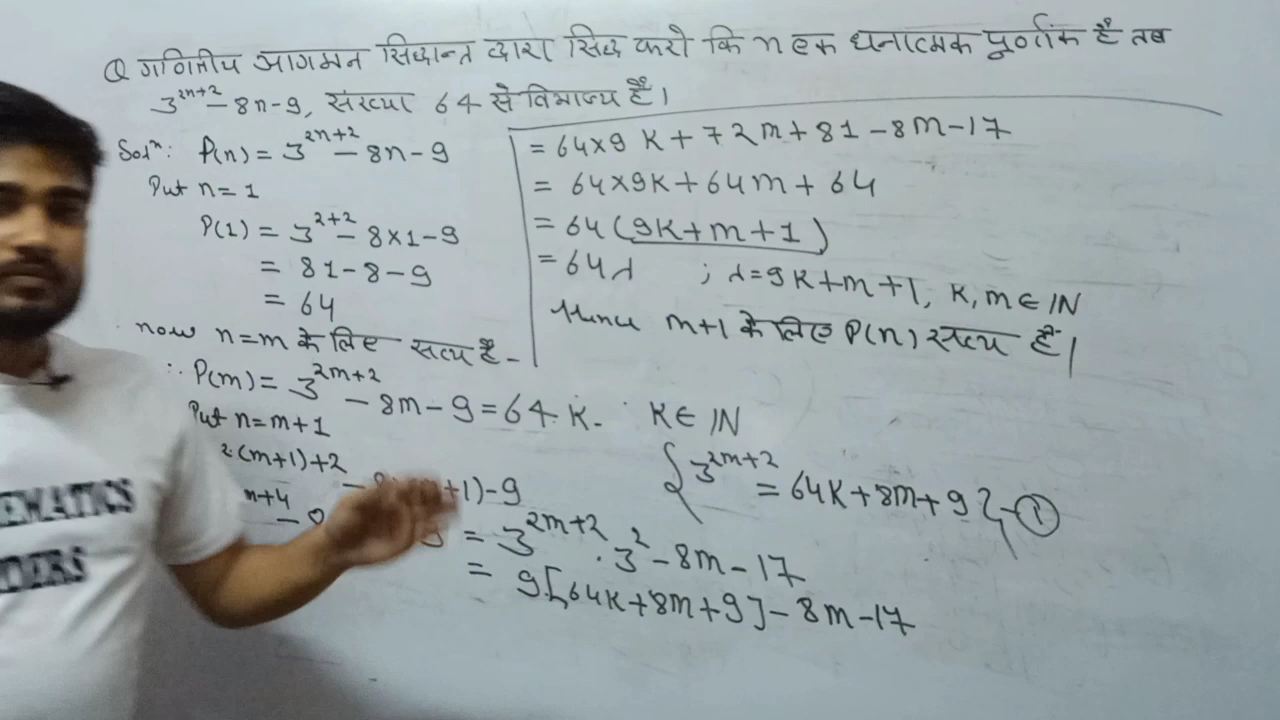 Q गणितीय आगमन सिद्धान्त द्वारा सिद्ध करो कि n एक धनात्मक पूर्णांक है तब
3^{2n+2} - 8n - 9, संख्या 64 से विभाज्य है।
Solⁿ: P(n) = 3^{2n+2} - 8n - 9
Put n = 1
P(1) = 3^{2+2} - 8×1 - 9
= 81 - 8 - 9
= 64
now n = m के लिए सत्य है -
∴ P(m) = 3^{2m+2} - 8m - 9 = 64 K. K ∈ IN
Put n = m+1
2·(m+1)+2 +1) - 9
m+4 = 3^{2m+2} · 3^2 - 8m - 17
= 9[64K + 8m + 9] - 8m - 17
{3^{2m+2} = 64K + 8m + 9} - ①
= 64×9 K + 72m + 81 - 8m - 17
= 64×9K + 64m + 64
= 64 (9K + m + 1)
= 64λ ; λ = 9K + m + 1, K, m ∈ IN
Hence m+1 के लिए P(n) सत्य है।
EMATICS
DERS